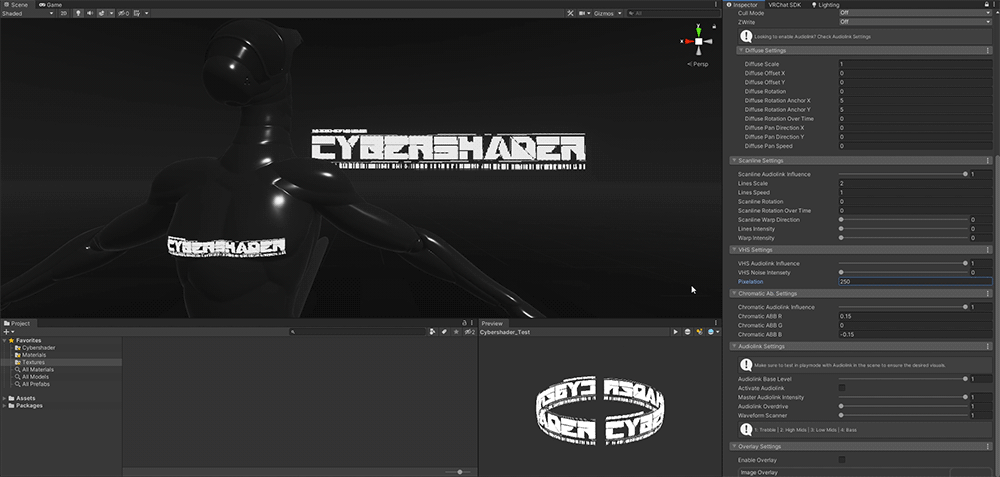 Scene
Game
Shaded
2D
0
Gizmos
All
Y
X
Persp
CYBERSHADER
CYBERSHADER
Project
2
Favorites
Cybershader
Materials
Textures
All Materials
All Models
All Prefabs
Assets
Packages
Preview
Cybershader_Test
Inspector
VRChat SDK
Lighting
Cull Mode Off
ZWrite Off
Looking to enable Audiolink? Check Audiolink Settings
Diffuse Settings
Diffuse Scale 1
Diffuse Offset X 0
Diffuse Offset Y 0
Diffuse Rotation 0
Diffuse Rotation Anchor X 5
Diffuse Rotation Anchor Y 5
Diffuse Rotation Over Time 0
Diffuse Pan Direction X 0
Diffuse Pan Direction Y 0
Diffuse Pan Speed 0
Scanline Settings
Scanline Audiolink Influence 1
Lines Scale 2
Lines Speed 1
Scanline Rotation 0
Scanline Rotation Over Time 0
Scanline Warp Direction 0
Lines Intensity 0
Warp Intensity 0
VHS Settings
VHS Audiolink Influence 1
VHS Noise Intensety 0
Pixelation 250
Chromatic Ab. Settings
Chromatic Audiolink Influence 1
Chromatic ABB R 0.15
Chromatic ABB G 0
Chromatic ABB B -0.15
Audiolink Settings
Make sure to test in playmode with Audiolink in the scene to ensure the desired visuals.
Audiolink Base Level 1
Activate Audiolink
Master Audiolink Intensity 1
Audiolink Overdrive 0
Waveform Scanner 1
1: Trebble | 2: High Mids | 3: Low Mids | 4: Bass
Overlay Settings
Enable Overlay
Image Overlay